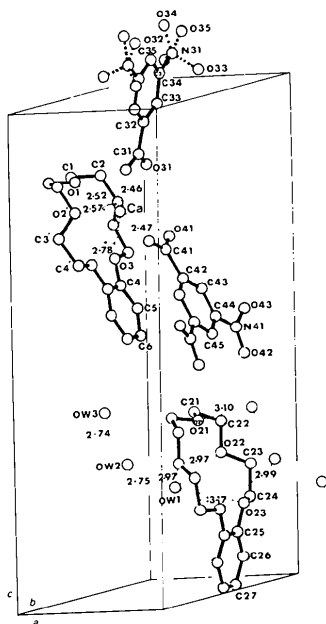 O34
O32
O35
C35
N31
C34
O33
C33
C32
C31
O31
C1
C2
O1
2·46
2·52
O2
2·57
Ca
C3
2·47
O41
C41
2·78
O3
C4'
C4
C42
C43
C5
C44
O43
N41
C6
C45
O42
C21
3·10
OW3
O21
C22
2·74
O22
C23
OW2
2·97
2·99
2·75
2·97
C24
OW1
O23
3·17
C25
C26
C27
c
b
a